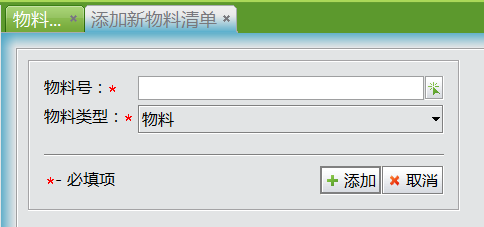 物料... 添加新物料清单
物料号：*
物料类型：* 物料
*- 必填项 添加 取消